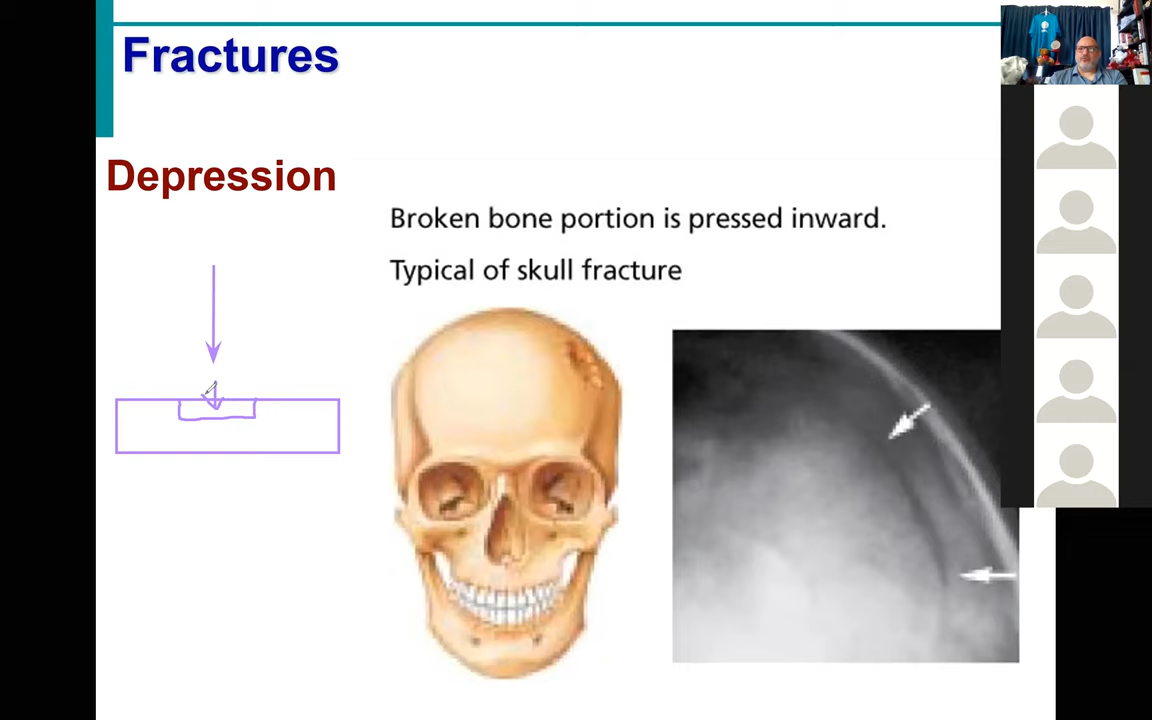 Fractures
Depression
Broken bone portion is pressed inward.
Typical of skull fracture